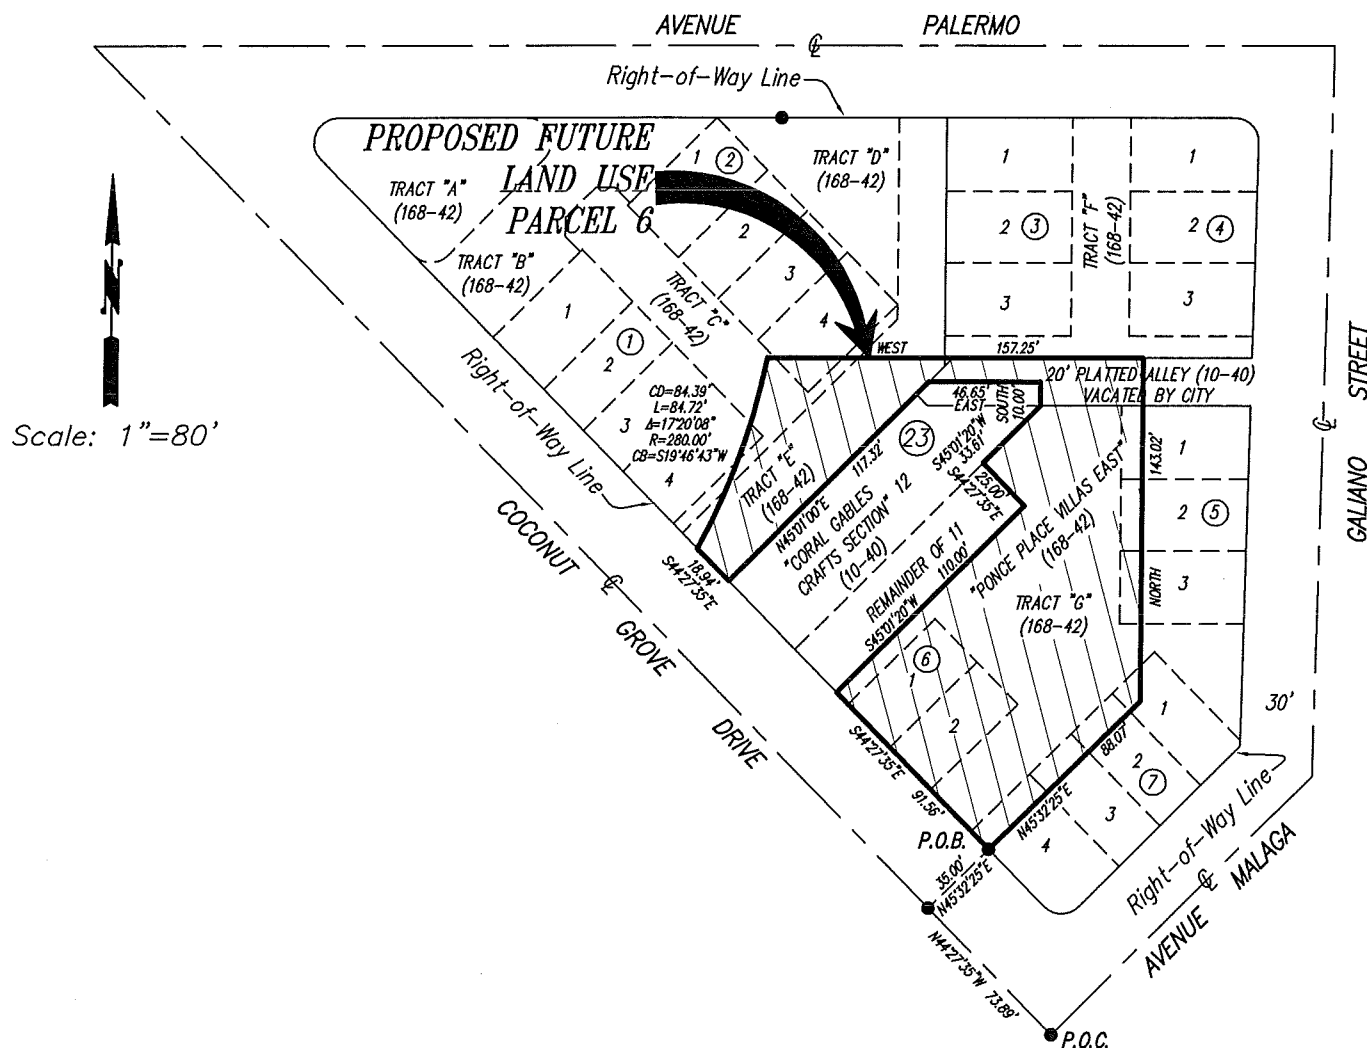 AVENUE PALERMO
℄
Right-of-Way Line
PROPOSED FUTURE
LAND USE
PARCEL 6
TRACT "A"
(168-42)
TRACT "B"
(168-42)
TRACT "C"
(168-42)
TRACT "D"
(168-42)
1 2
2
3
4
1
2 3
3
TRACT "F"
(168-42)
1
2 4
3
N
Scale: 1"=80'
1
1
2
3
4
Right-of-Way Line
CD=84.39'
L=84.72'
Δ=17°20'08"
R=280.00'
CB=S19°46'43"W
WEST 157.25'
20' PLATTED ALLEY (10-40)
VACATED BY CITY
46.65'
EAST
SOUTH
10.00'
23
S45°01'20"W
33.61'
25.00'
S44°27'35"E
117.32'
N45°01'00"E
TRACT "E"
(168-42)
"CORAL GABLES 12
CRAFTS SECTION"
(10-40)
REMAINDER OF 11
110.00'
S45°01'20"W
"PONCE PLACE VILLAS EAST"
(168-42)
TRACT "G"
(168-42)
143.02'
NORTH
1
2 5
3
GALIANO STREET
℄
18.94'
S44°27'35"E
COCONUT GROVE DRIVE
℄
6
1
2
S44°27'35"E
91.56'
88.07'
N45°32'25"E
1
2
7
3
4
30'
Right-of-Way Line
P.O.B.
35.00'
N45°32'25"E
N44°27'35"W 73.89'
P.O.C.
AVENUE MALAGA
℄